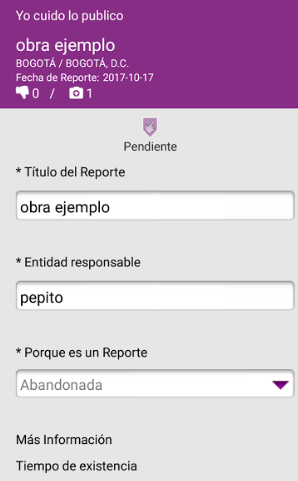 Yo cuido lo publico
obra ejemplo
BOGOTÁ / BOGOTÁ, D.C.
Fecha de Reporte: 2017-10-17
0 / 1
Pendiente
* Título del Reporte
obra ejemplo
* Entidad responsable
pepito
* Porque es un Reporte
Abandonada
Más Información
Tiempo de existencia